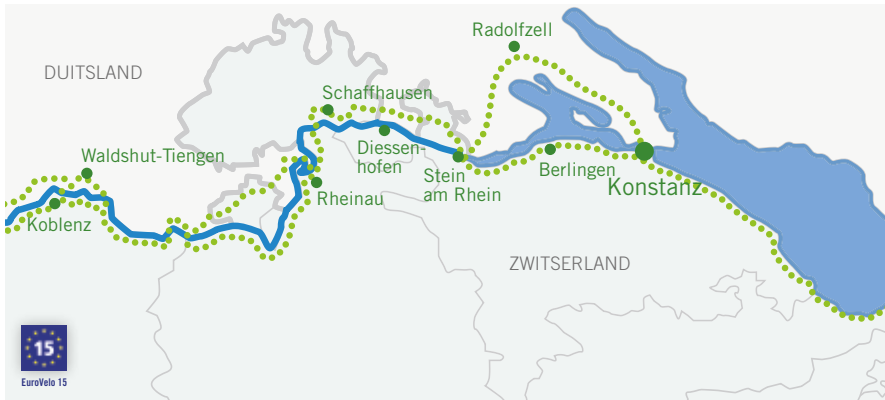 Radolfzell
DUITSLAND
Schaffhausen
Waldshut-Tiengen
Diessen-
hofen
Stein
am Rhein
Berlingen
Konstanz
Rheinau
Koblenz
ZWITSERLAND
15
EuroVelo 15